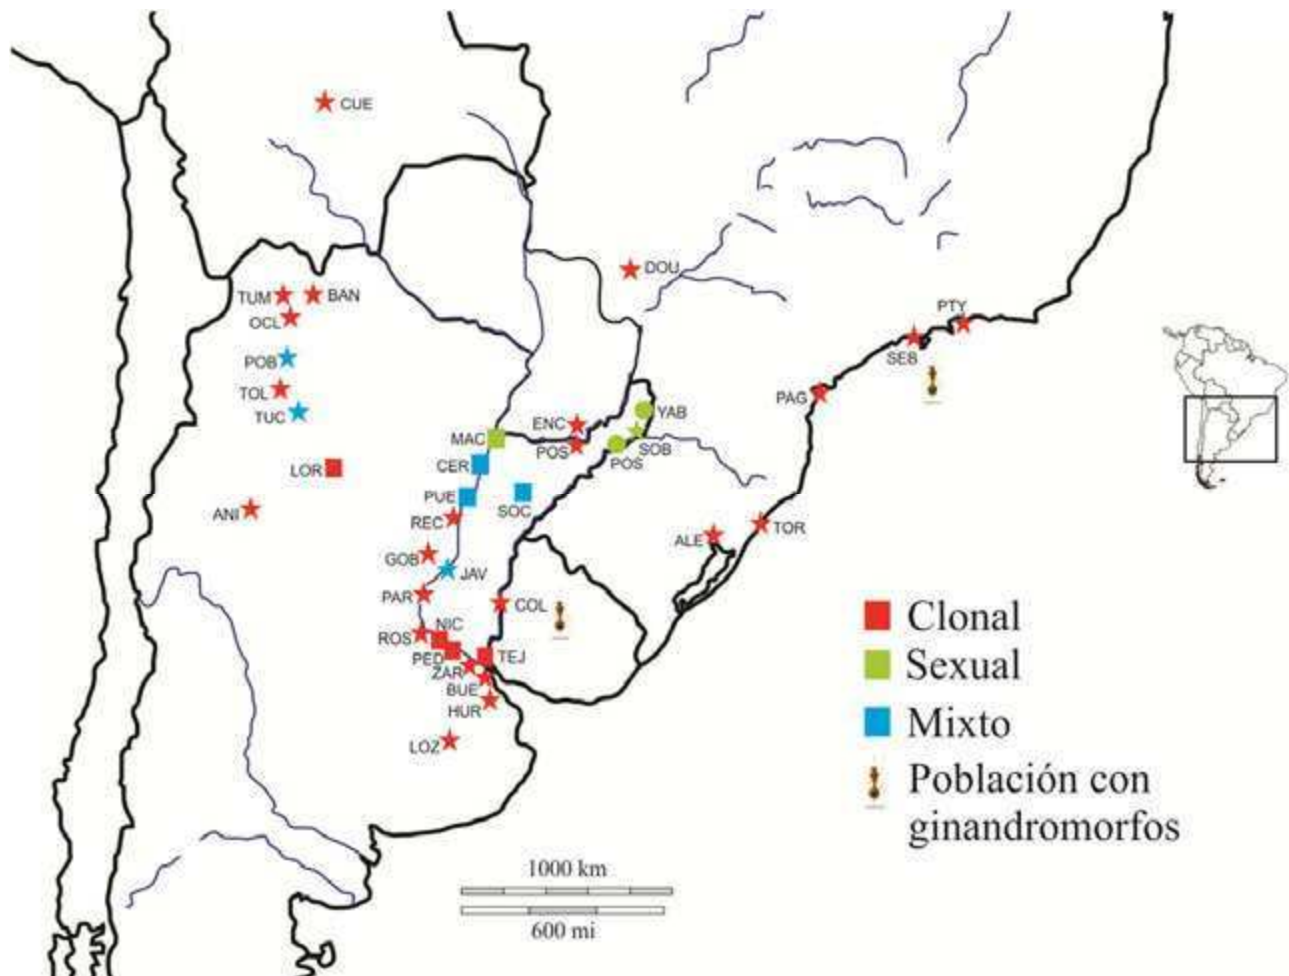 CUE
DOU
TUM
BAN
OCL
PTY
SEB
POB
TOL
PAG
TUC
YAB
ENC
MAC
POS
SOB
POS
CER
LOR
PUE
SOC
ANI
REC
ALE
TOR
GOB
JAV
PAR
COL
NIC
ROS
PED
TEJ
ZAR
BUE
HUR
LOZ
Clonal
Sexual
Mixto
Población con
ginandromorfos
1000 km
600 mi